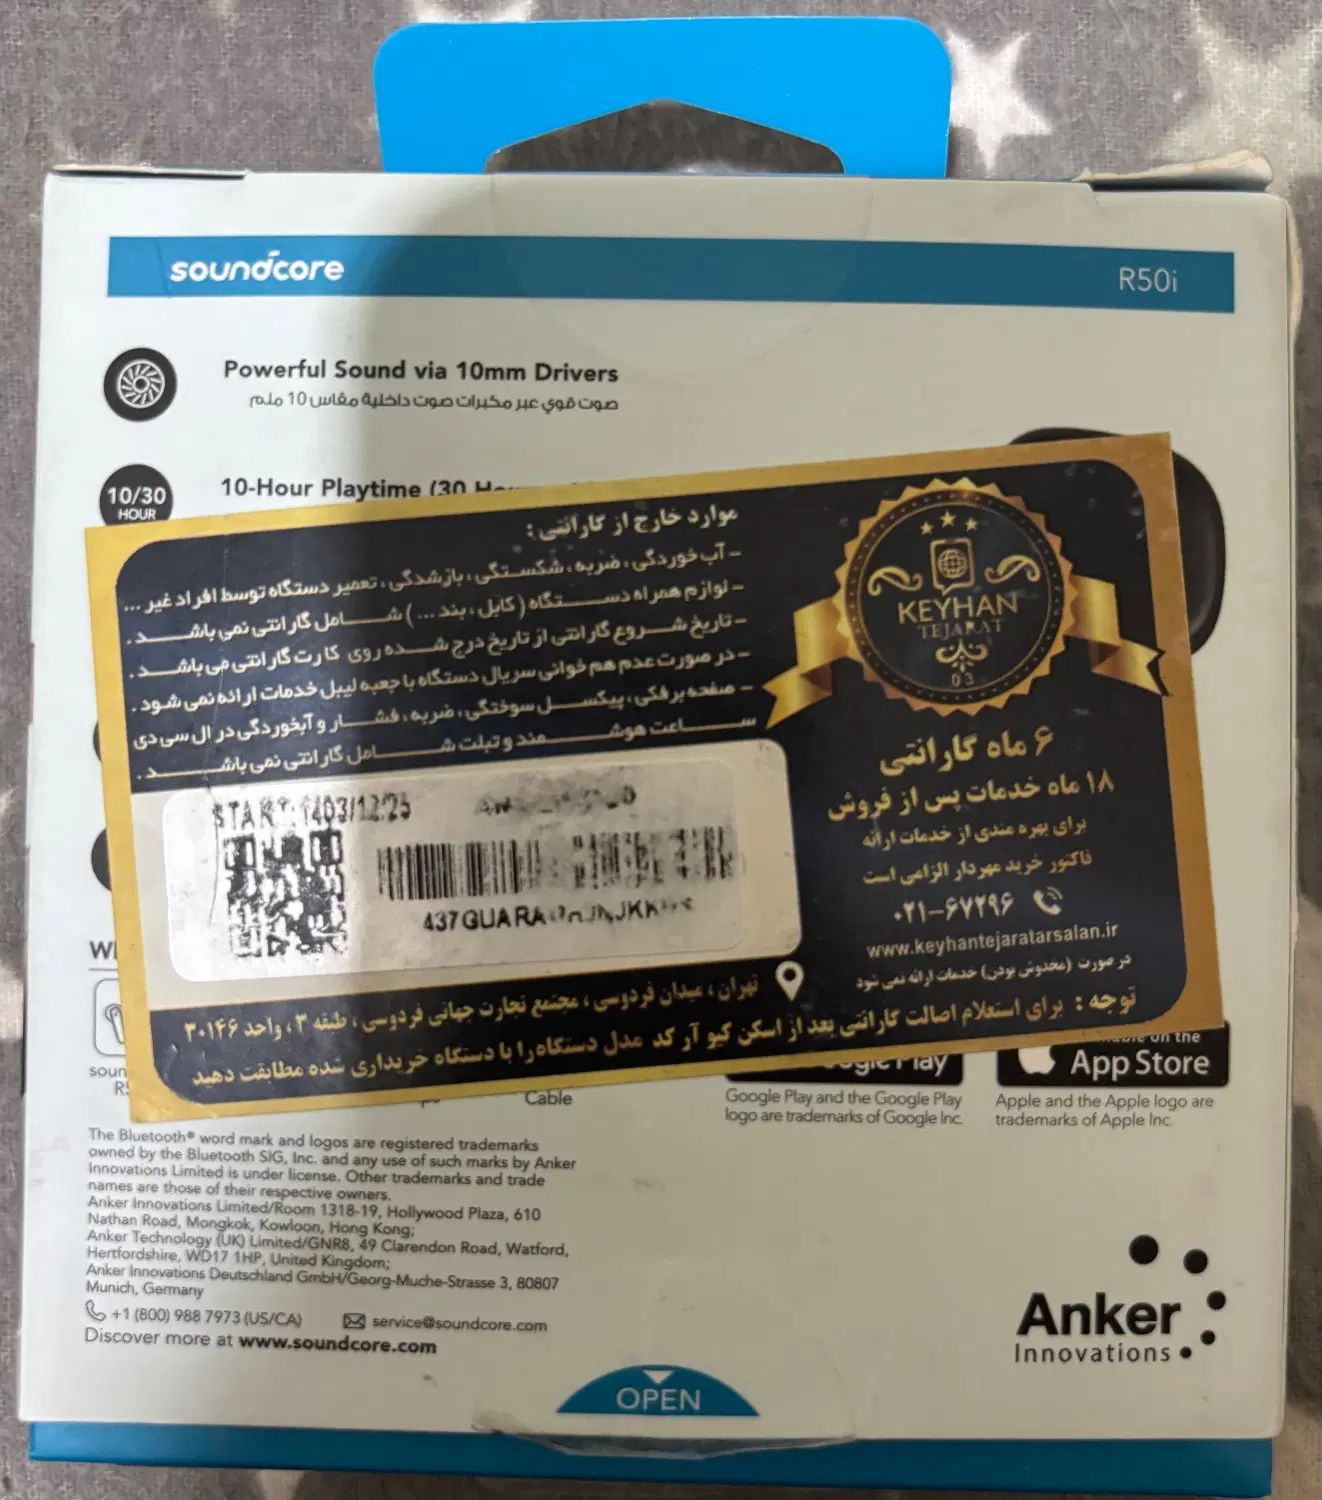 soundcore
R50i
Powerful Sound via 10mm Drivers
صوت قوي عبر مكبرات صوت داخلية مقاس 10 ملم
10/30
HOUR
10-Hour Playtime (30
موارد خارج از گارانتی:
-آب خوردگی، ضربه، شکستگی، بازشدگی، تعمیر دستگاه توسط افراد غیر ...
-لوازم همراه دستگاه (کابل، بند...) شامل گارانتی نمی باشد.
-تاریخ شروع گارانتی از تاریخ درج شده روی کارت گارانتی می باشد.
-در صورت عدم هم خوانی سریال دستگاه با جعبه لیبل خدمات ارائه نمی شود.
-صفحه برفکی، پیکسل سوختگی، ضربه، فشار و آبخوردگی در ال سی دی
ساعت هوشمند و تبلت شامل گارانتی نمی باشد.
START: 1403/12/25
KEYHAN
TEJARAT
03
۶ ماه گارانتی
۱۸ ماه خدمات پس از فروش
برای بهره مندی از خدمات ارائه
فاکتور خرید مهردار الزامی است
۰۲۱-۶۷۲۹۶
www.keyhantejaratarsalan.ir
در صورت (مخدوش بودن) خدمات ارائه نمی شود
تهران، میدان فردوسی، مجتمع تجارت جهانی فردوسی، طبقه ۳، واحد ۳۰۱۴۶
توجه: برای استعلام اصالت گارانتی بعد از اسکن کیو آر کد مدل دستگاه را با دستگاه خریداری شده مطابقت دهید
Cable
App Store
Google Play and the Google Play
logo are trademarks of Google Inc.
Apple and the Apple logo are
trademarks of Apple Inc.
The Bluetooth® word mark and logos are registered trademarks
owned by the Bluetooth SIG, Inc. and any use of such marks by Anker
Innovations Limited is under license. Other trademarks and trade
names are those of their respective owners.
Anker Innovations Limited/Room 1318-19, Hollywood Plaza, 610
Nathan Road, Mongkok, Kowloon, Hong Kong;
Anker Technology (UK) Limited/GNR8, 49 Clarendon Road, Watford,
Hertfordshire, WD17 1HP, United Kingdom;
Anker Innovations Deutschland GmbH/Georg-Muche-Strasse 3, 80807
Munich, Germany
+1 (800) 988 7973 (US/CA) service@soundcore.com
Discover more at www.soundcore.com
Anker
Innovations
OPEN